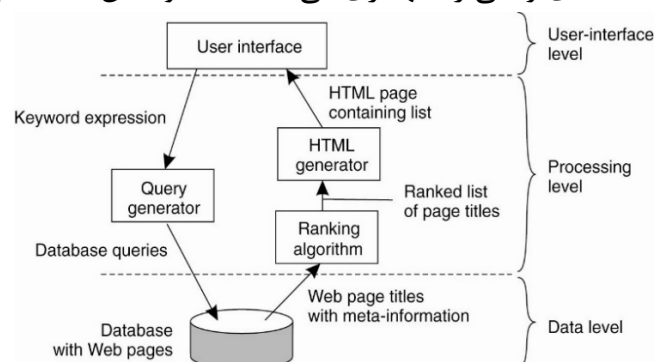 User interface
User-interface
level
Keyword expression
HTML page
containing list
HTML
generator
Query
generator
Processing
level
Ranked list
of page titles
Database queries
Ranking
algorithm
Web page titles
with meta-information
Database
with Web pages
Data level